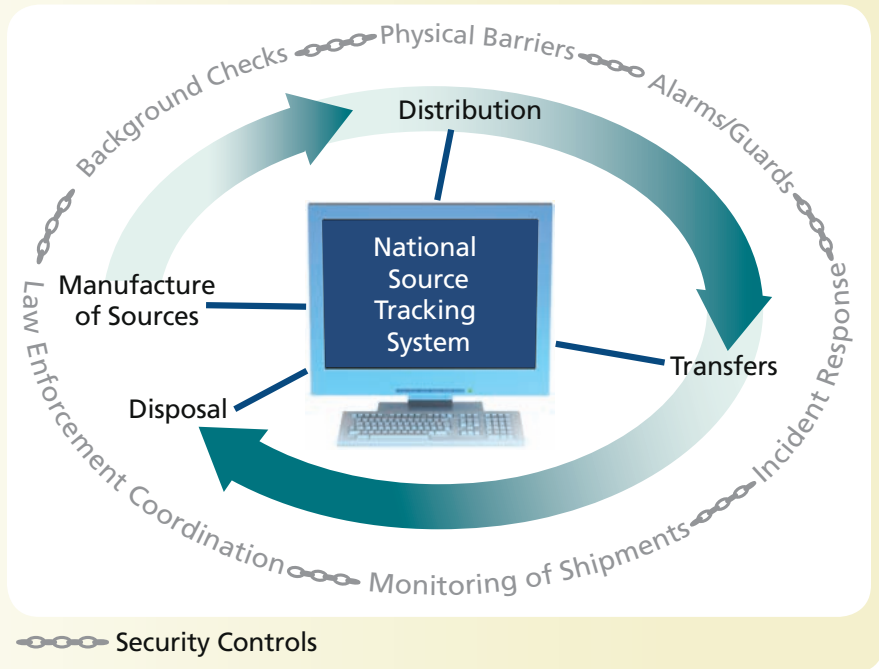 Background Checks
Physical Barriers
Alarms/Guards
Incident Response
Monitoring of Shipments
Law Enforcement Coordination
Distribution
National
Source
Tracking
System
Manufacture
of Sources
Transfers
Disposal
Security Controls